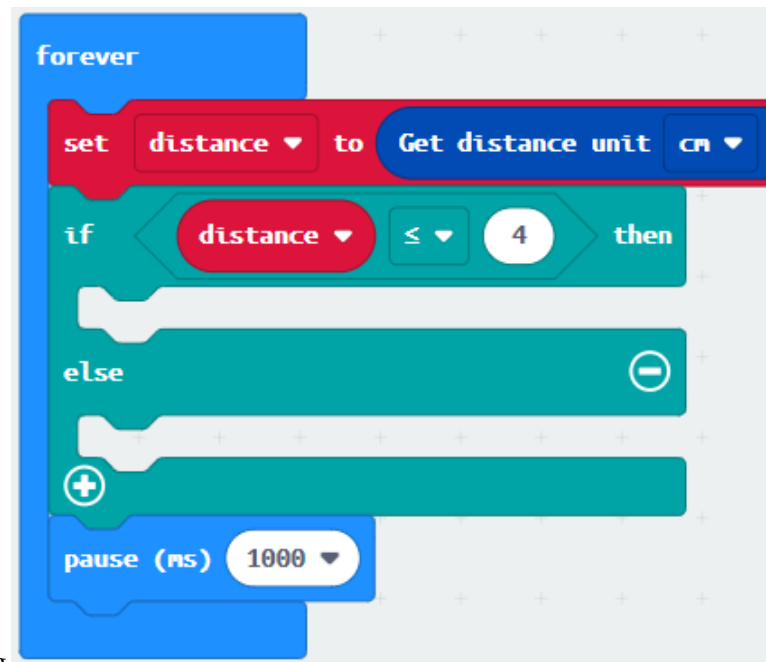 forever
set distance to Get distance unit cm
if distance ≤ 4 then
else
pause (ms) 1000